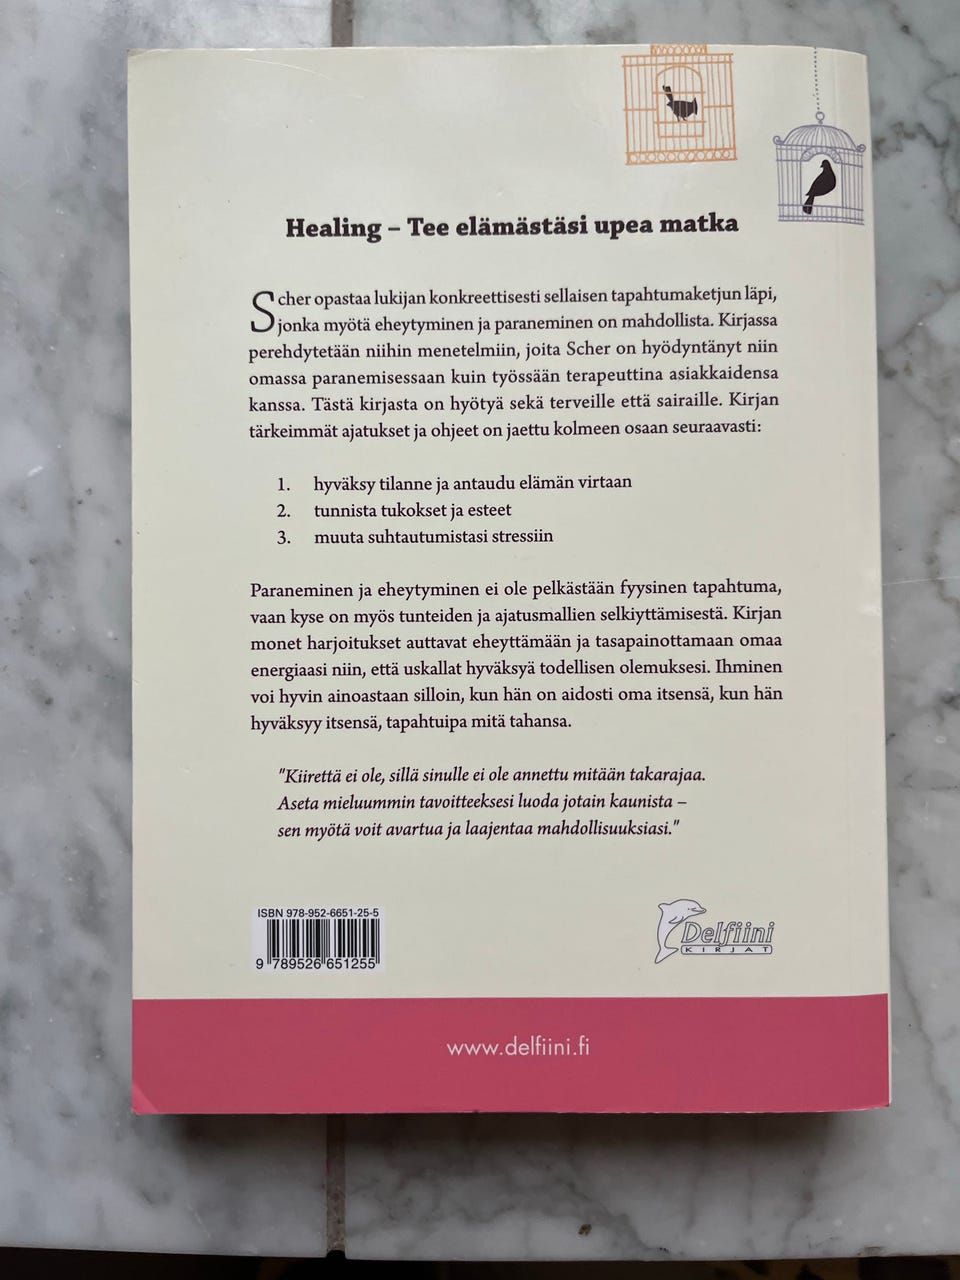 Healing – Tee elämästäsi upea matka
Scher opastaa lukijan konkreettisesti sellaisen tapahtumaketjun läpi,
jonka myötä eheytyminen ja paraneminen on mahdollista. Kirjassa
perehdytetään niihin menetelmiin, joita Scher on hyödyntänyt niin
omassa paranemisessaan kuin työssään terapeuttina asiakkaidensa
kanssa. Tästä kirjasta on hyötyä sekä terveille että sairaille. Kirjan
tärkeimmät ajatukset ja ohjeet on jaettu kolmeen osaan seuraavasti:
1. hyväksy tilanne ja antaudu elämän virtaan
2. tunnista tukokset ja esteet
3. muuta suhtautumistasi stressiin
Paraneminen ja eheytyminen ei ole pelkästään fyysinen tapahtuma,
vaan kyse on myös tunteiden ja ajatusmallien selkiyttämisestä. Kirjan
monet harjoitukset auttavat eheyttämään ja tasapainottamaan omaa
energiaasi niin, että uskallat hyväksyä todellisen olemuksesi. Ihminen
voi hyvin ainoastaan silloin, kun hän on aidosti oma itsensä, kun hän
hyväksyy itsensä, tapahtuipa mitä tahansa.
"Kiirettä ei ole, sillä sinulle ei ole annettu mitään takarajaa.
Aseta mieluummin tavoitteeksesi luoda jotain kaunista –
sen myötä voit avartua ja laajentaa mahdollisuuksiasi."
ISBN 978-952-6651-25-5
9 789526 651255
Delfiini
KIRJAT
www.delfiini.fi